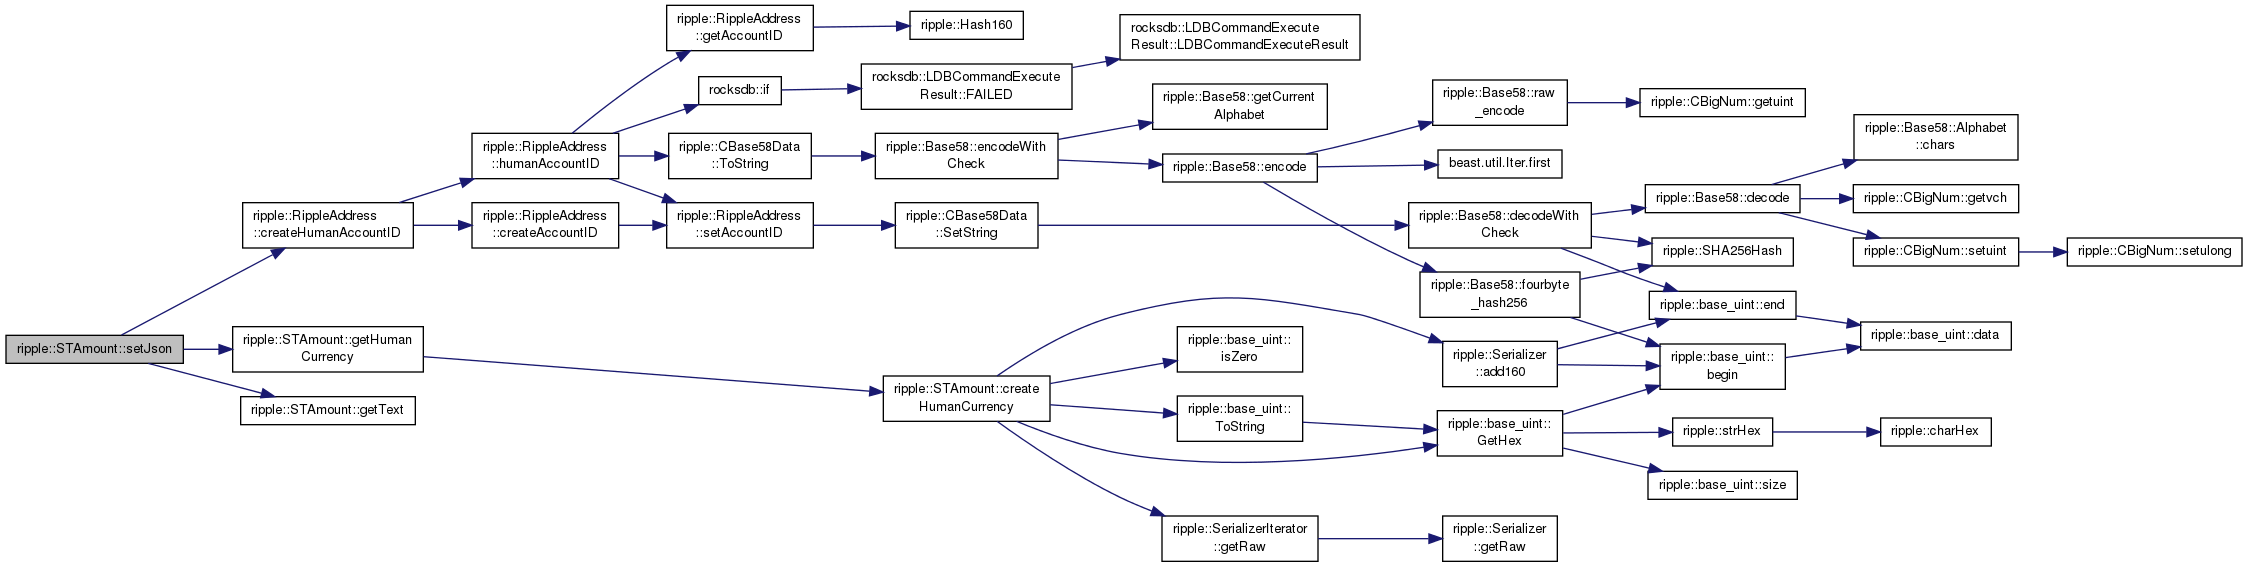 ripple::STAmount::setJson
ripple::RippleAddress
::createHumanAccountID
ripple::STAmount::getHuman
Currency
ripple::STAmount::getText
ripple::RippleAddress
::humanAccountID
ripple::RippleAddress
::createAccountID
ripple::RippleAddress
::getAccountID
rocksdb::if
ripple::CBase58Data
::ToString
ripple::RippleAddress
::setAccountID
ripple::Hash160
rocksdb::LDBCommandExecute
Result::FAILED
ripple::Base58::encodeWith
Check
ripple::CBase58Data
::SetString
ripple::STAmount::create
HumanCurrency
rocksdb::LDBCommandExecute
Result::LDBCommandExecuteResult
ripple::Base58::getCurrent
Alphabet
ripple::Base58::encode
ripple::base_uint::
isZero
ripple::base_uint::
ToString
ripple::SerializerIterator
::getRaw
ripple::Base58::raw
_encode
beast.util.Iter.first
ripple::Base58::decodeWith
Check
ripple::Base58::fourbyte
_hash256
ripple::Serializer
::add160
ripple::base_uint::
GetHex
ripple::Serializer
::getRaw
ripple::CBigNum::getuint
ripple::Base58::decode
ripple::SHA256Hash
ripple::base_uint::end
ripple::base_uint::
begin
ripple::strHex
ripple::base_uint::size
ripple::Base58::Alphabet
::chars
ripple::CBigNum::getvch
ripple::CBigNum::setuint
ripple::base_uint::data
ripple::charHex
ripple::CBigNum::setulong